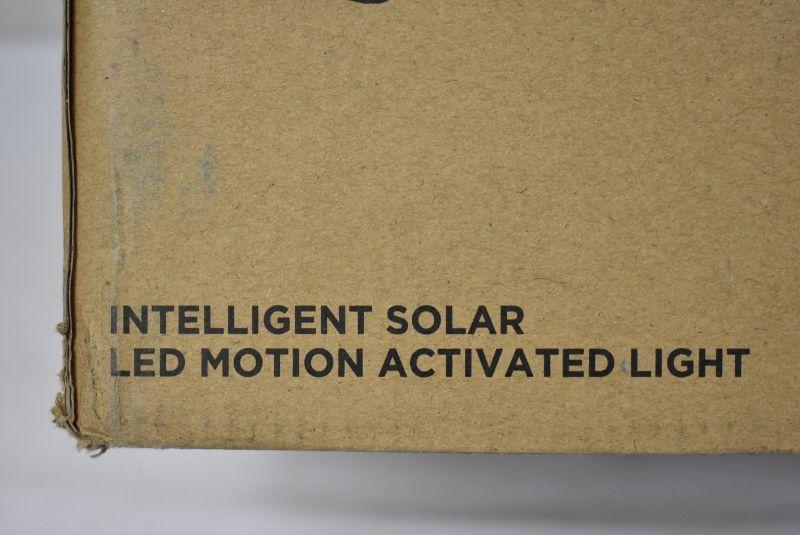 INTELLIGENT SOLAR
LED MOTION ACTIVATED LIGHT